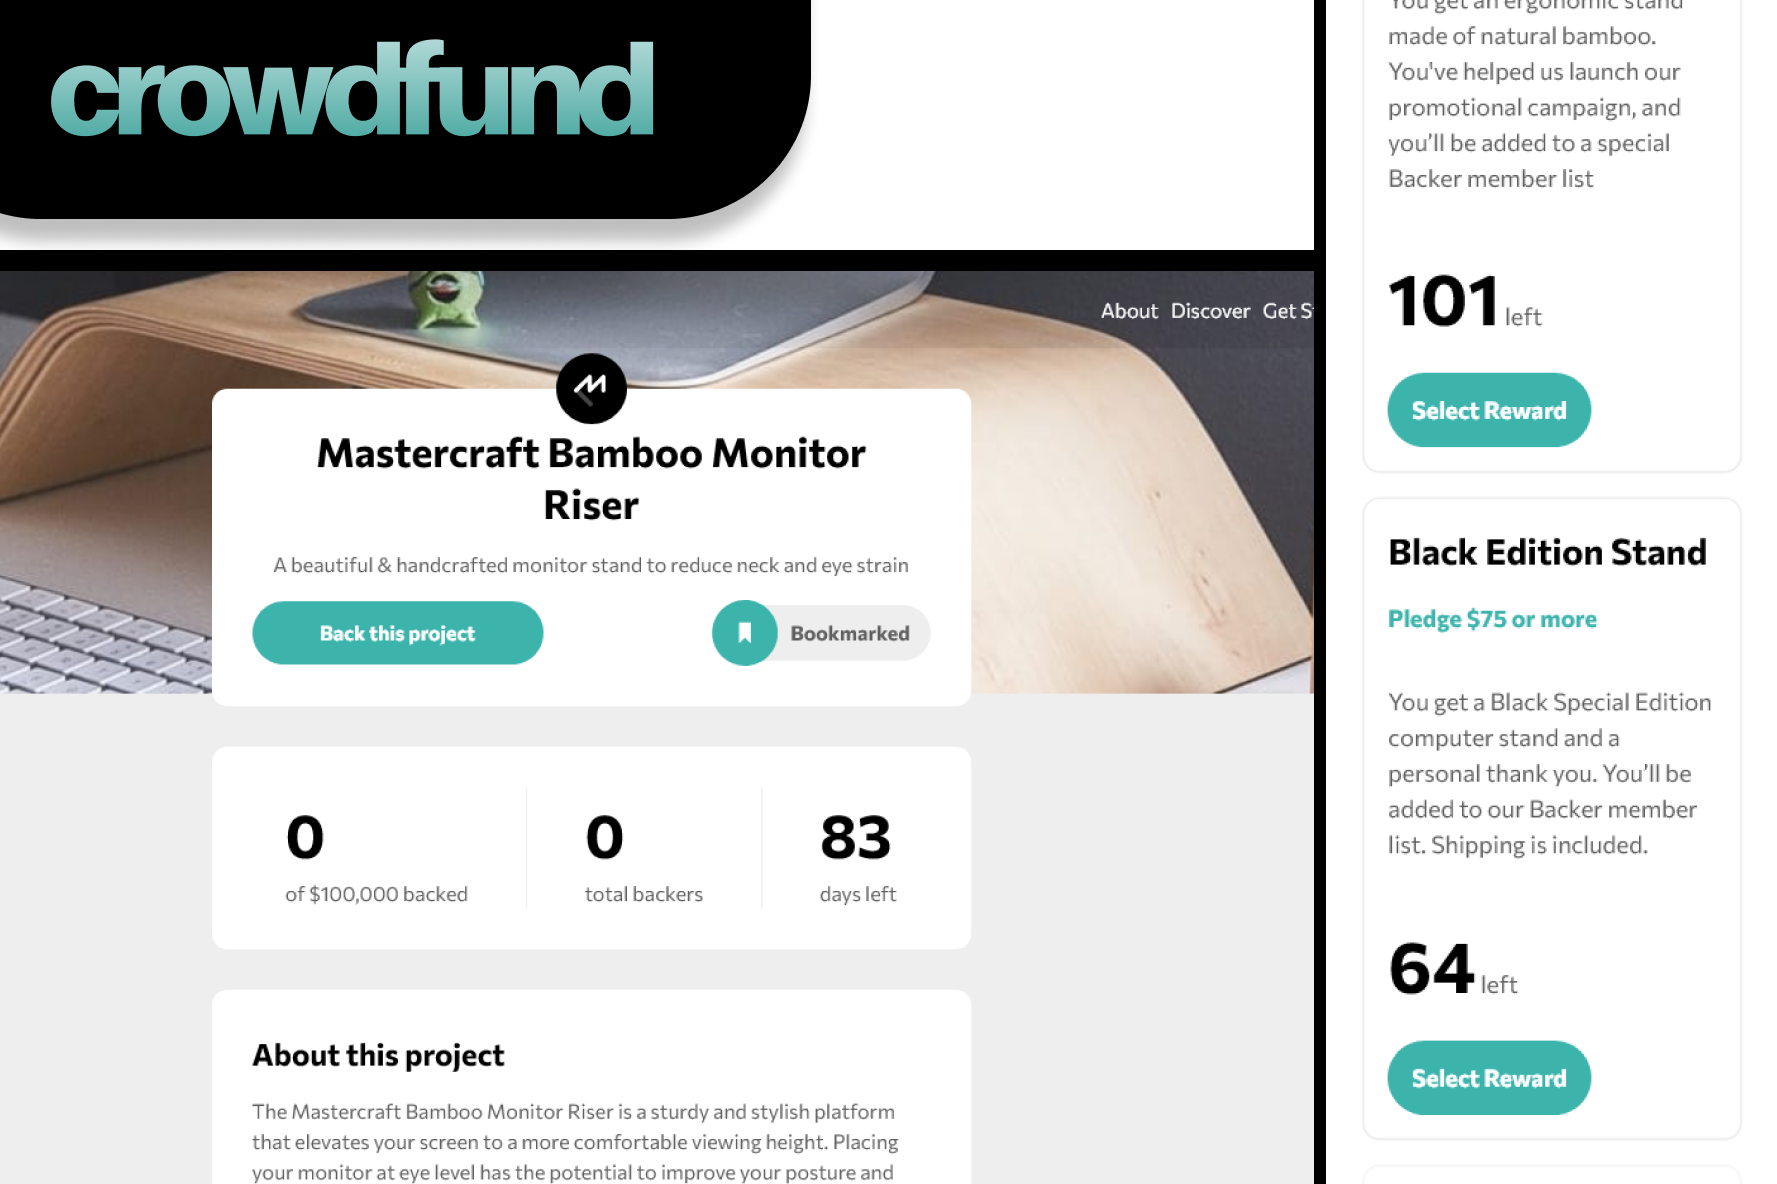 crowdfund
About Discover Get
Mastercraft Bamboo Monitor
Riser
A beautiful & handcrafted monitor stand to reduce neck and eye strain
Back this project
Bookmarked
0
of $100,000 backed
0
total backers
83
days left
About this project
The Mastercraft Bamboo Monitor Riser is a sturdy and stylish platform
that elevates your screen to a more comfortable viewing height. Placing
your monitor at eye level has the potential to improve your posture and
You get an ergonomic stand
made of natural bamboo.
You've helped us launch our
promotional campaign, and
you’ll be added to a special
Backer member list
101 left
Select Reward
Black Edition Stand
Pledge $75 or more
You get a Black Special Edition
computer stand and a
personal thank you. You’ll be
added to our Backer member
list. Shipping is included.
64 left
Select Reward